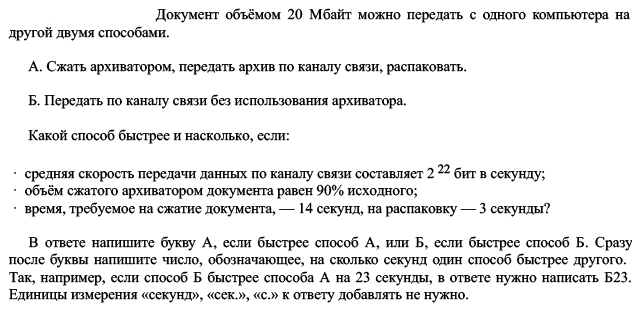 Документ объёмом 20 Мбайт можно передать с одного компьютера на
другой двумя способами.
А. Сжать архиватором, передать архив по каналу связи, распаковать.
Б. Передать по каналу связи без использования архиватора.
Какой способ быстрее и насколько, если:
· средняя скорость передачи данных по каналу связи составляет 2 22 бит в секунду;
· объём сжатого архиватором документа равен 90% исходного;
· время, требуемое на сжатие документа, — 14 секунд, на распаковку — 3 секунды?
В ответе напишите букву А, если быстрее способ А, или Б, если быстрее способ Б. Сразу
после буквы напишите число, обозначающее, на сколько секунд один способ быстрее другого.
Так, например, если способ Б быстрее способа А на 23 секунды, в ответе нужно написать Б23.
Единицы измерения «секунд», «сек.», «с.» к ответу добавлять не нужно.